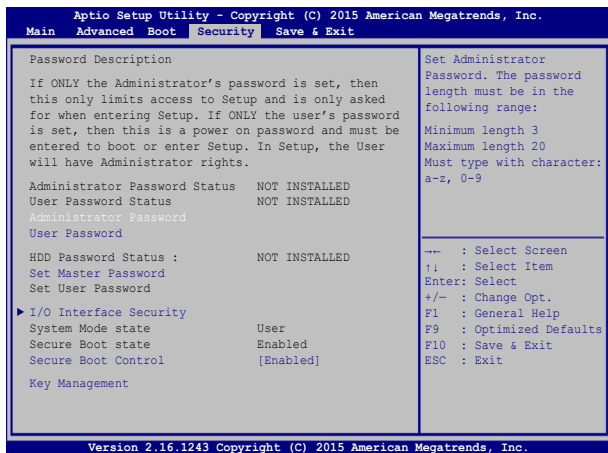 Aptio Setup Utility - Copyright (C) 2015 American Megatrends, Inc.
Main Advanced Boot Security Save & Exit
Password Description
If ONLY the Administrator's password is set, then
this only limits access to Setup and is only asked
for when entering Setup. If ONLY the user's password
is set, then this is a power on password and must be
entered to boot or enter Setup. In Setup, the User
will have Administrator rights.
Administrator Password Status NOT INSTALLED
User Password Status NOT INSTALLED
Administrator Password
User Password
HDD Password Status : NOT INSTALLED
Set Master Password
Set User Password
I/O Interface Security
System Mode state User
Secure Boot state Enabled
Secure Boot Control [Enabled]
Key Management
Set Administrator
Password. The password
length must be in the
following range:
Minimum length 3
Maximum length 20
Must type with character:
a-z, 0-9
→← : Select Screen
↑↓ : Select Item
Enter: Select
+/— : Change Opt.
F1 : General Help
F9 : Optimized Defaults
F10 : Save & Exit
ESC : Exit
Version 2.16.1243 Copyright (C) 2015 American Megatrends, Inc.